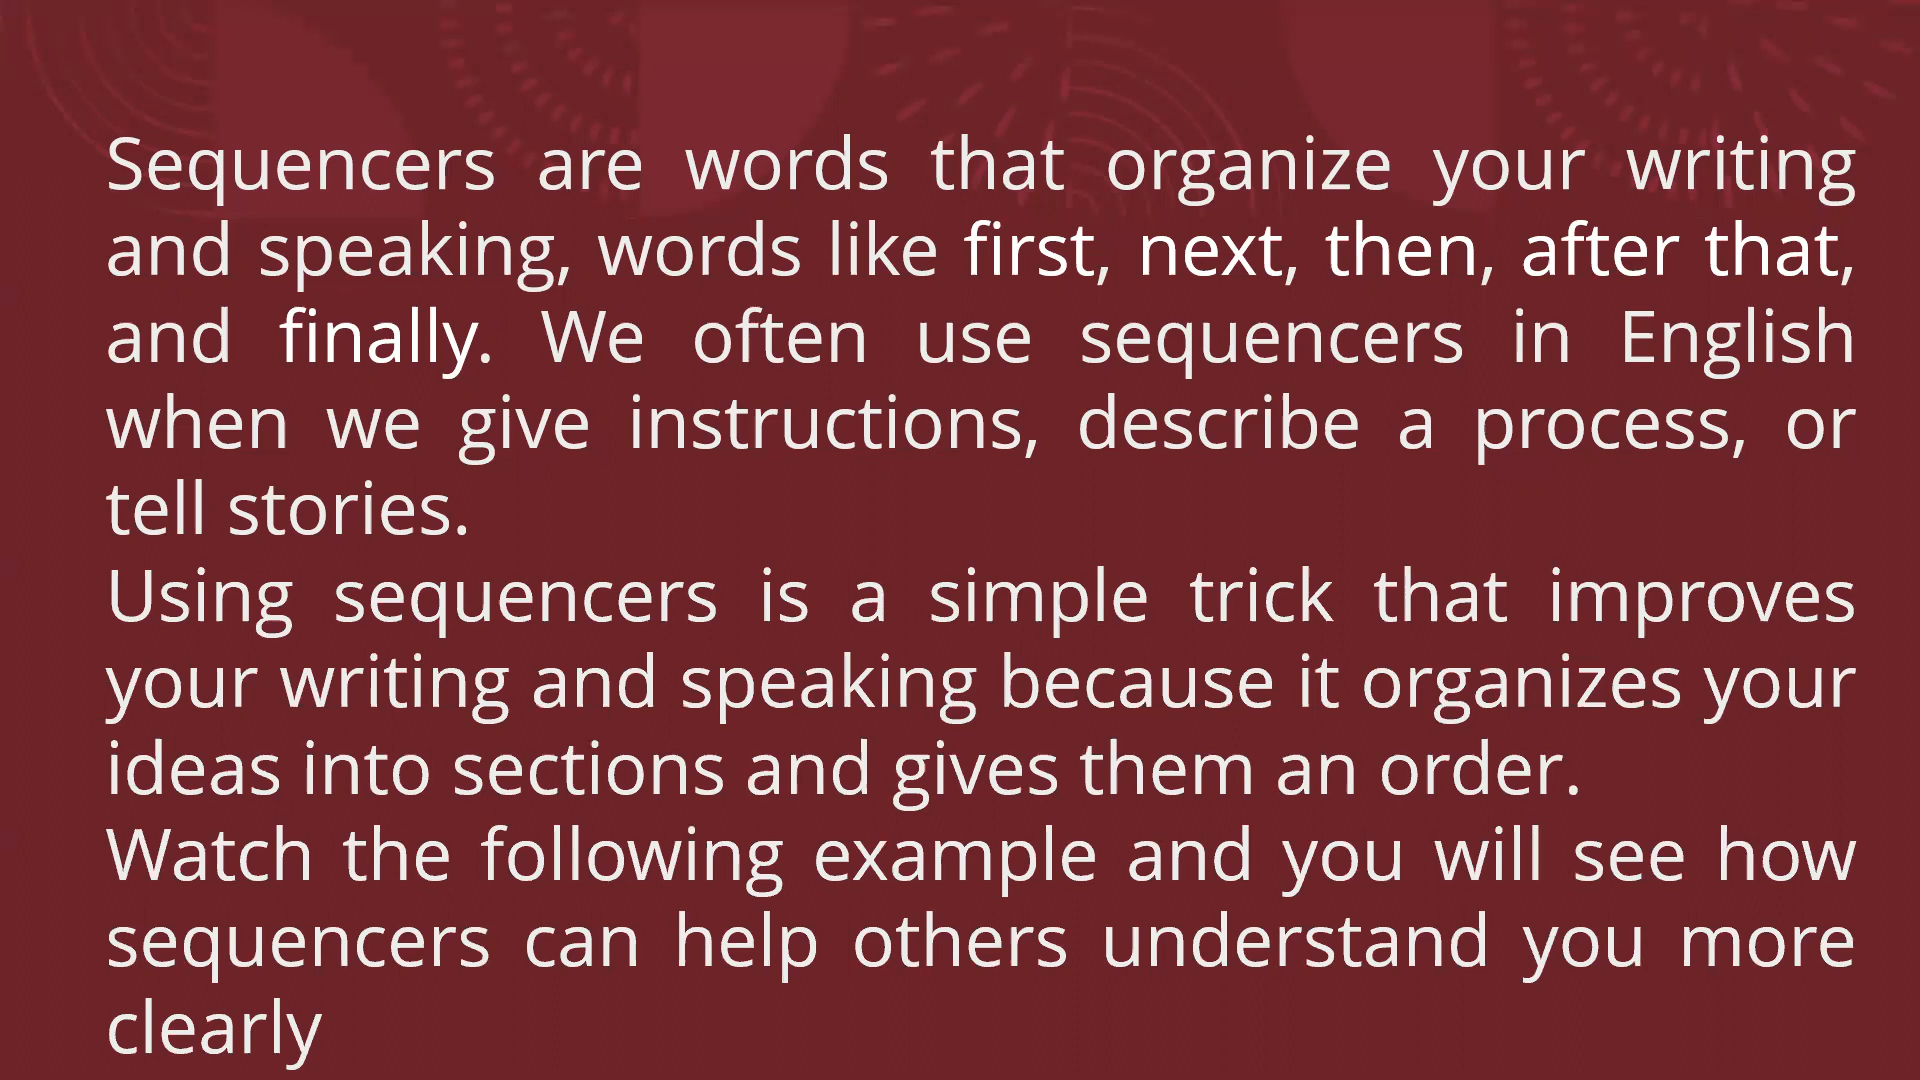 Sequencers are words that organize your writing
and speaking, words like first, next, then, after that,
and finally. We often use sequencers in English
when we give instructions, describe a process, or
tell stories.
Using sequencers is a simple trick that improves
your writing and speaking because it organizes your
ideas into sections and gives them an order.
Watch the following example and you will see how
sequencers can help others understand you more
clearly